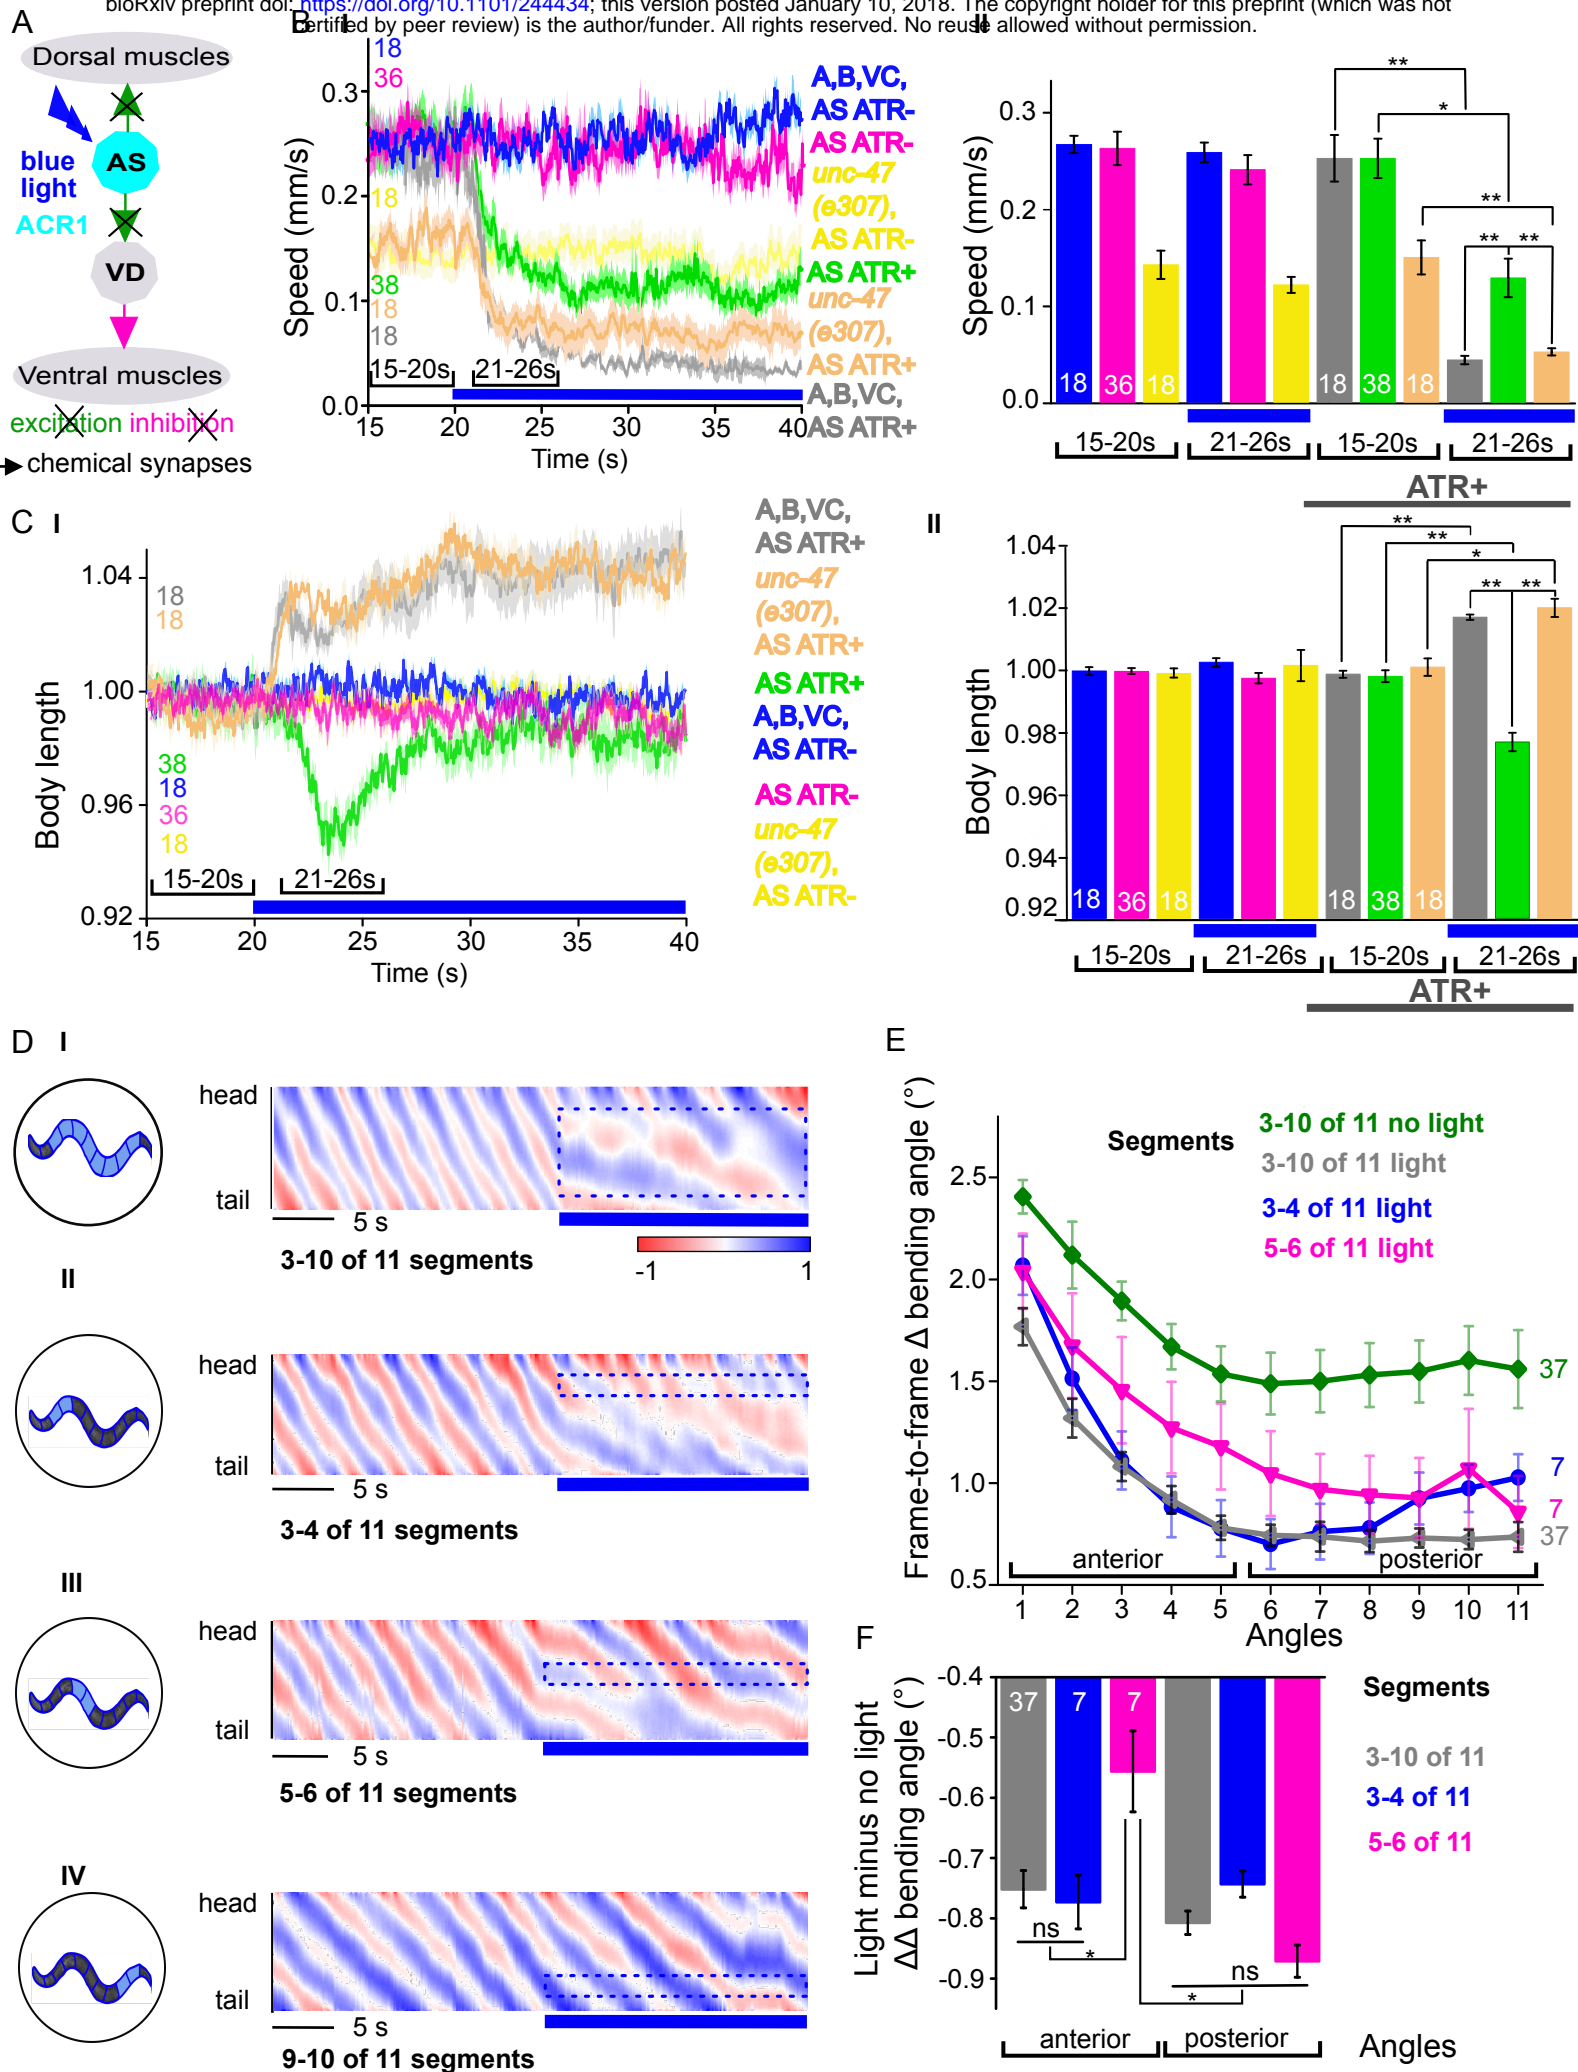 bioRxiv preprint doi: https://doi.org/10.1101/244434; this version posted January 10, 2018. The copyright holder for this preprint (which was not
certified by peer review) is the author/funder. All rights reserved. No reuse allowed without permission.
A
Dorsal muscles
AS
blue
light
ACR1
VD
Ventral muscles
excitation inhibition
chemical synapses
B
I
18
36
18
38
18
18
Speed (mm/s)
0.3
0.2
0.1
0.0
15-20s
21-26s
15
20
25
30
35
40
Time (s)
A,B,VC,
AS ATR-
AS ATR-
unc-47
(e307),
AS ATR-
AS ATR+
unc-47
(e307),
AS ATR+
A,B,VC,
AS ATR+
II
Speed (mm/s)
0.3
0.2
0.1
0.0
**
*
**
** **
18
36
18
18
38
18
15-20s
21-26s
15-20s
21-26s
ATR+
C
I
Body length
1.04
1.00
0.96
0.92
18
18
38
18
36
18
15-20s
21-26s
15
20
25
30
35
40
Time (s)
A,B,VC,
AS ATR+
unc-47
(e307),
AS ATR+
AS ATR+
A,B,VC,
AS ATR-
AS ATR-
unc-47
(e307),
AS ATR-
II
Body length
1.04
1.02
1.00
0.98
0.96
0.94
0.92
**
**
*
** **
18
36
18
18
38
18
15-20s
21-26s
15-20s
21-26s
ATR+
D
I
head
tail
5 s
3-10 of 11 segments
-1
1
II
head
tail
5 s
3-4 of 11 segments
III
head
tail
5 s
5-6 of 11 segments
IV
head
tail
5 s
9-10 of 11 segments
E
Frame-to-frame Δ bending angle (°)
2.5
2.0
1.5
1.0
0.5
Segments
3-10 of 11 no light
3-10 of 11 light
3-4 of 11 light
5-6 of 11 light
37
7
7
37
anterior
posterior
1
2
3
4
5
6
7
8
9
10
11
Angles
F
Light minus no light
ΔΔ bending angle (°)
-0.4
-0.5
-0.6
-0.7
-0.8
-0.9
37
7
7
ns
*
ns
*
anterior
posterior
Angles
Segments
3-10 of 11
3-4 of 11
5-6 of 11